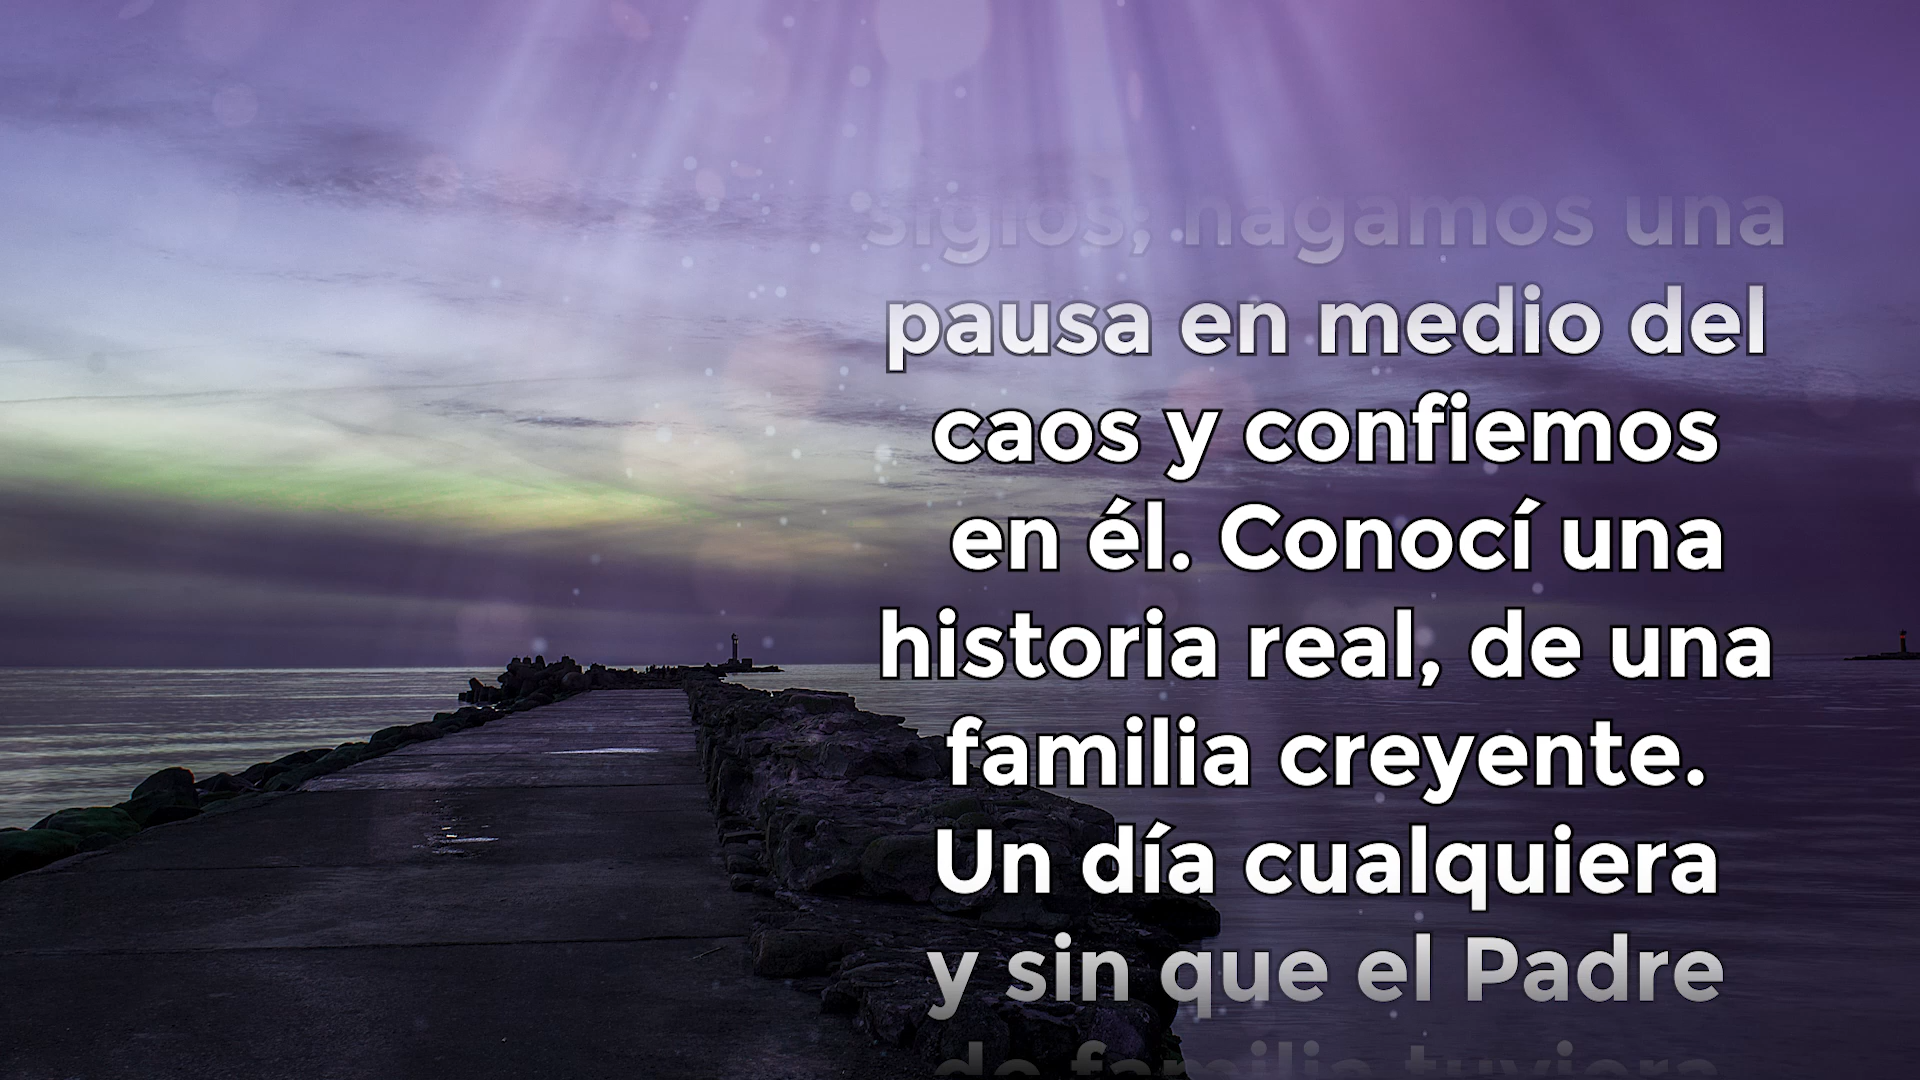 siglos, hagamos una
pausa en medio del
caos y confiemos
en él. Conocí una
historia real, de una
familia creyente.
Un día cualquiera
y sin que el Padre
de familia tuviera